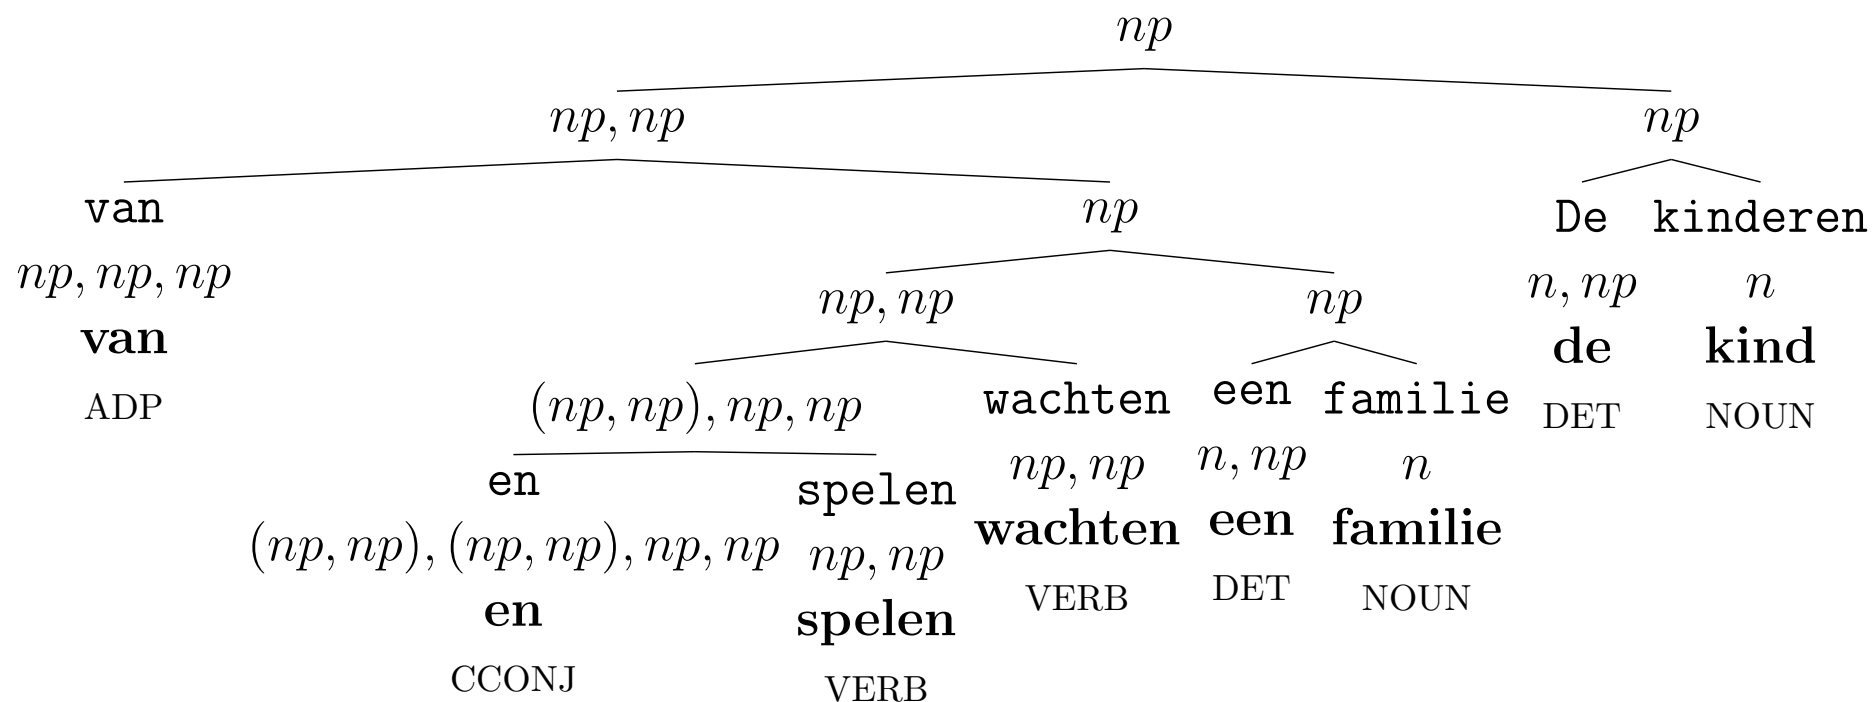 np
np, np np
van np De kinderen
np, np, np np, np np n, np n
van (np, np), np, np wachten een familie de kind
ADP np, np n, np n DET NOUN
en spelen wachten een familie
(np, np), (np, np), np, np np, np VERB DET NOUN
en spelen
CCONJ VERB